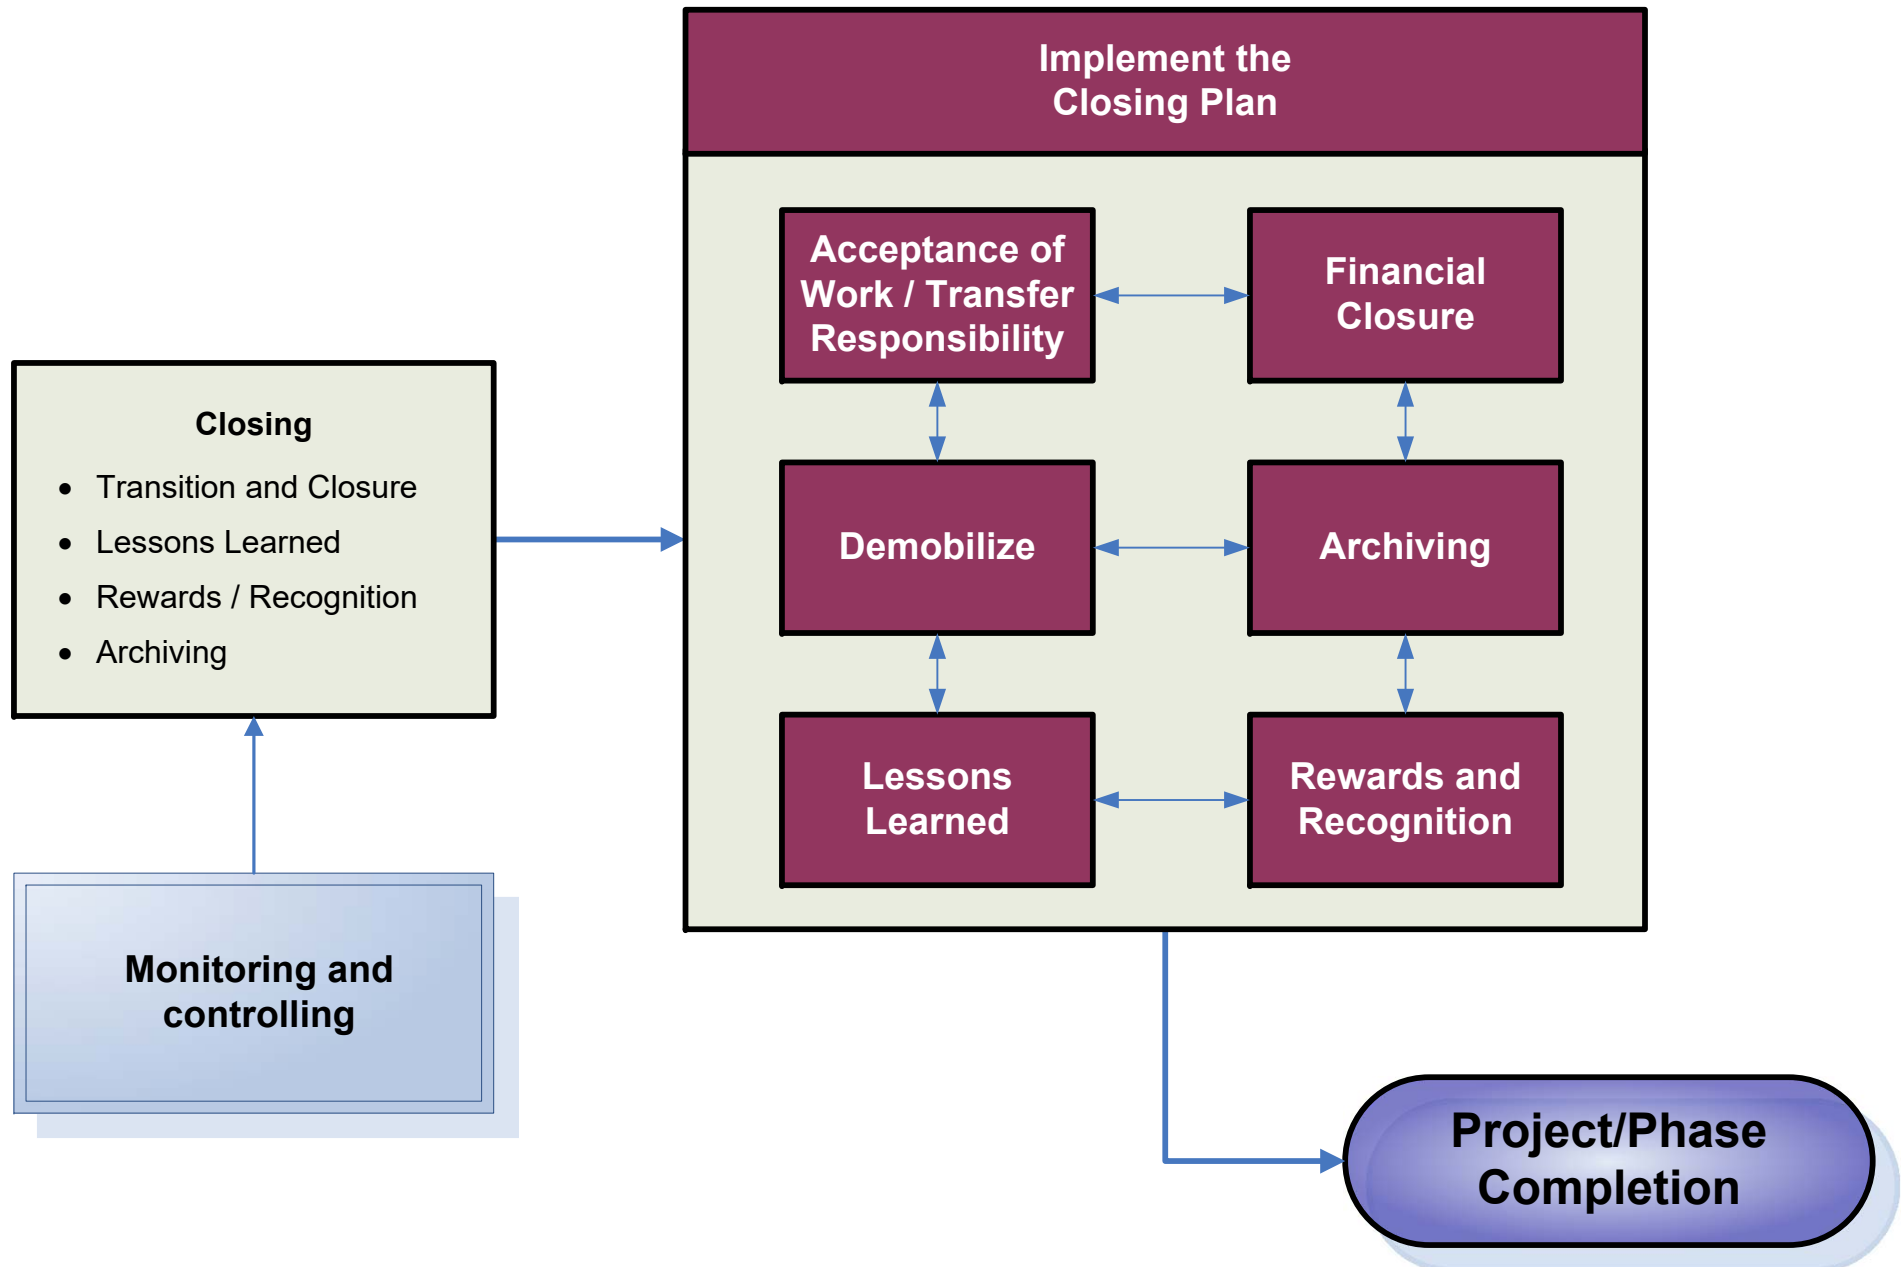 Implement the
Closing Plan
Acceptance of
Work / Transfer
Responsibility
Financial
Closure
Closing
• Transition and Closure
• Lessons Learned
• Rewards / Recognition
• Archiving
Demobilize
Archiving
Lessons
Learned
Rewards and
Recognition
Monitoring and
controlling
Project/Phase
Completion